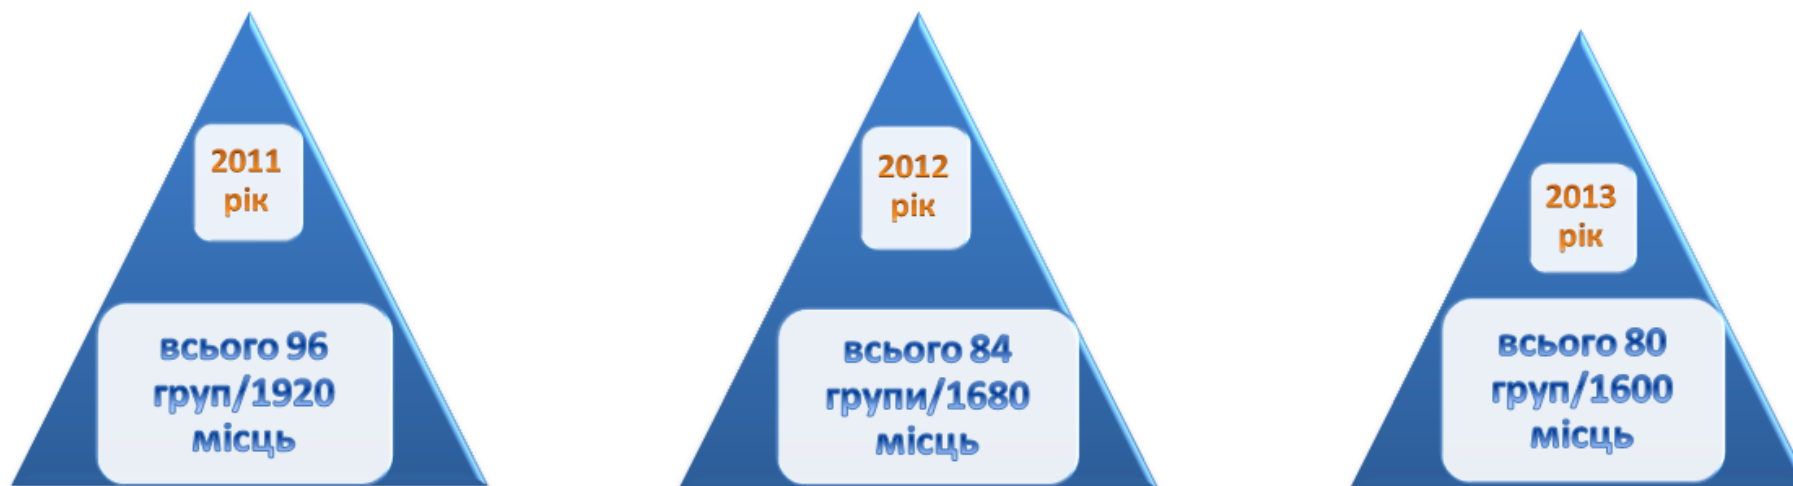 2011
рік
всього 96
груп/1920
місць
2012
рік
всього 84
групи/1680
місць
2013
рік
всього 80
груп/1600
місць